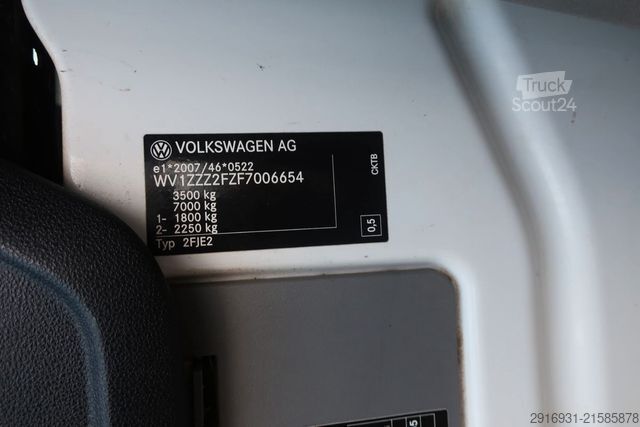 Truck
Scout24
VOLKSWAGEN AG
e1*2007/46*0522
WV1ZZZ2FZF7006654
3500 kg
7000 kg
1- 1800 kg
2- 2250 kg
Typ 2FJE2
0,5
CKTB
2916931-21585878